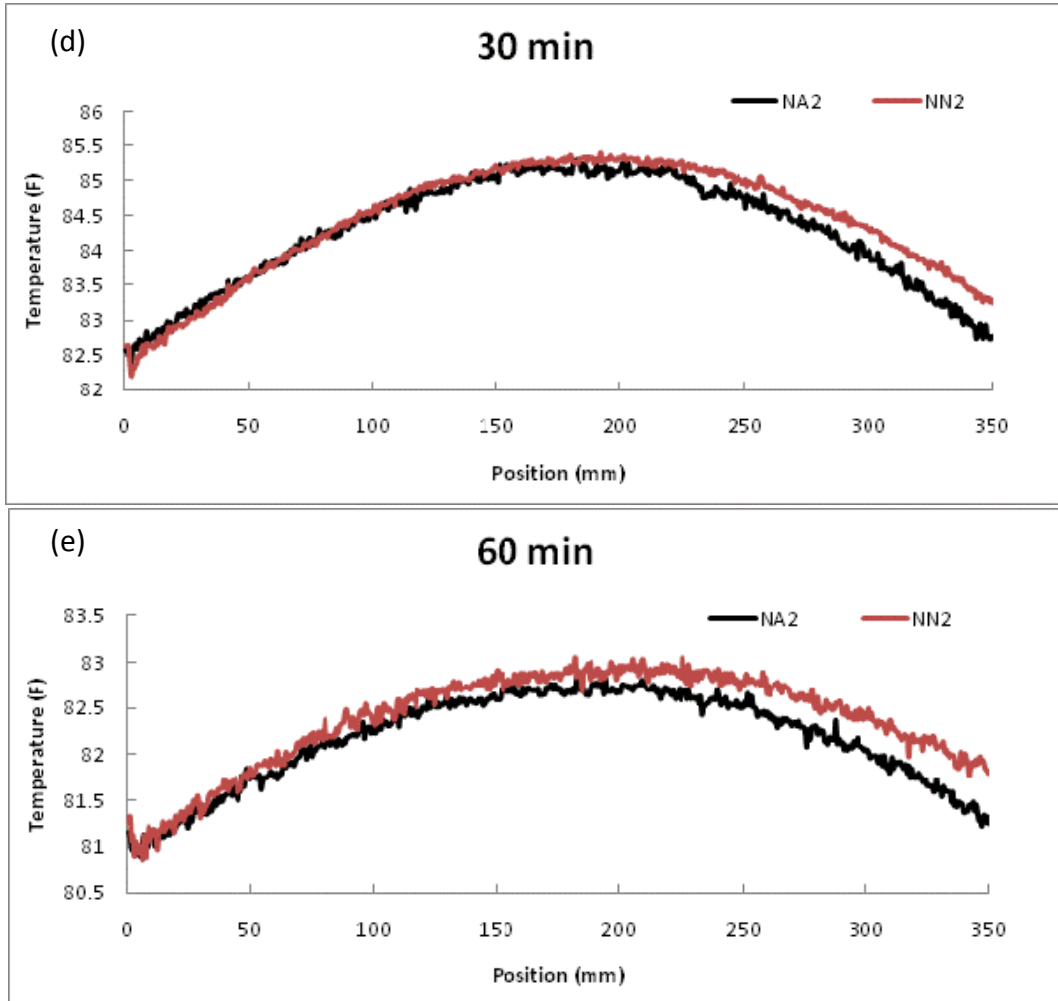 (d)
30 min
NA2 NN2
86
85.5
85
84.5
84
83.5
83
82.5
82
Temperature (F)
0 50 100 150 200 250 300 350
Position (mm)
(e)
60 min
NA2 NN2
83.5
83
82.5
82
81.5
81
80.5
Temperature (F)
0 50 100 150 200 250 300 350
Position (mm)